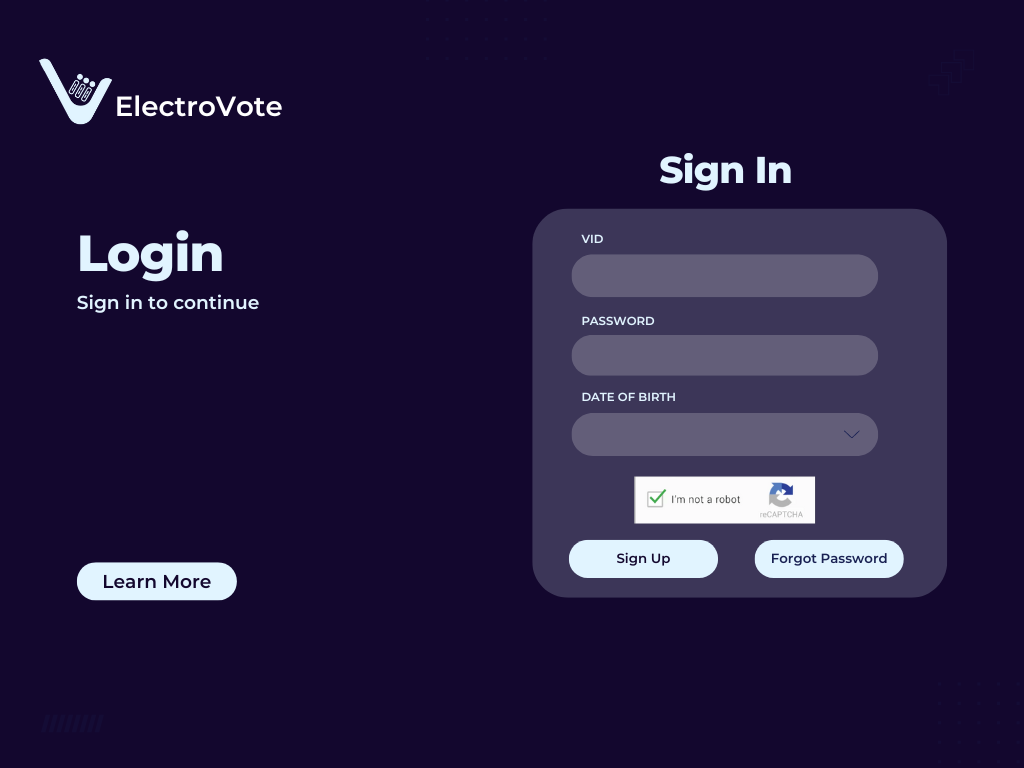 ElectroVote
Login
Sign in to continue
Learn More
Sign In
VID
PASSWORD
DATE OF BIRTH
I'm not a robot
reCAPTCHA
Sign Up
Forgot Password